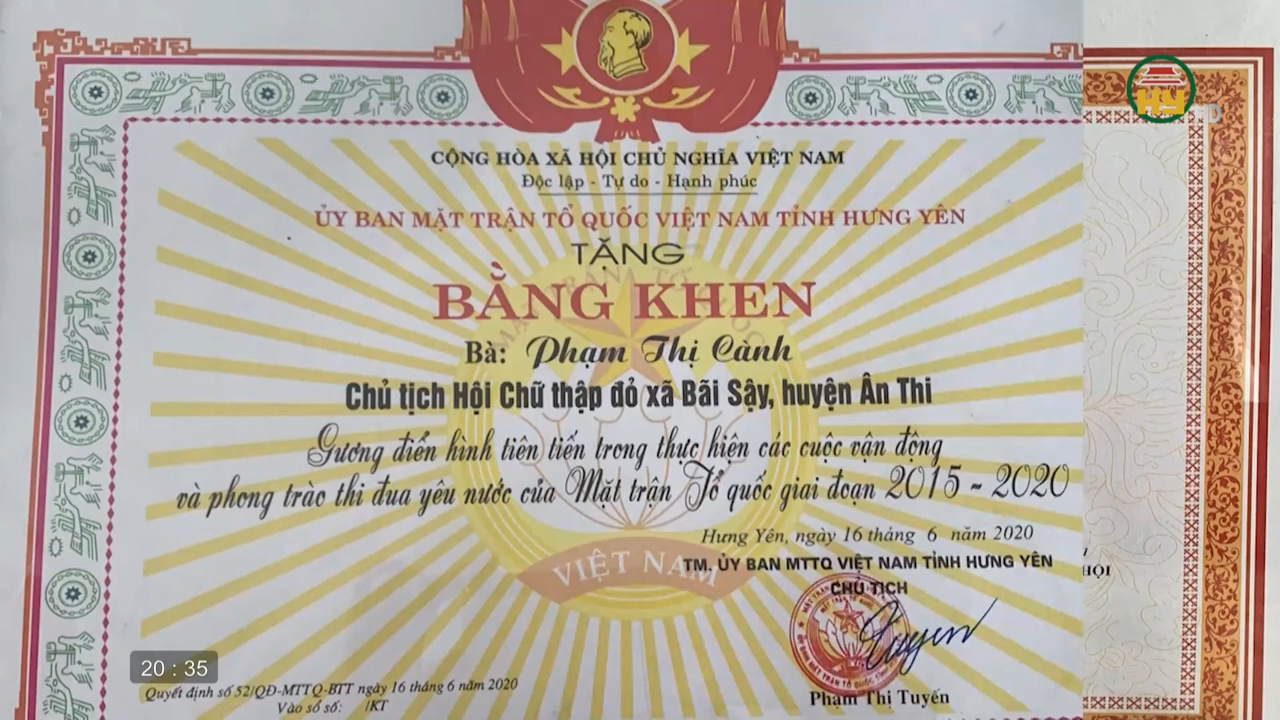 CỘNG HÒA XÃ HỘI CHỦ NGHĨA VIỆT NAM
Độc lập - Tự do - Hạnh phúc
ỦY BAN MẶT TRẬN TỔ QUỐC VIỆT NAM TỈNH HƯNG YÊN
TẶNG
BẰNG KHEN
Bà: Phạm Thị Cành
Chủ tịch Hội Chữ thập đỏ xã Bãi Sậy, huyện Ân Thi
Gương điển hình tiên tiến trong thực hiện các cuộc vận động
và phong trào thi đua yêu nước của Mặt trận Tổ quốc giai đoạn 2015 - 2020
Hưng Yên, ngày 16 tháng 6 năm 2020
TM. ỦY BAN MTTQ VIỆT NAM TỈNH HƯNG YÊN
CHỦ TỊCH
Phạm Thị Tuyến
VIỆT NAM
Quyết định số 52/QĐ-MTTQ-BTT ngày 16 tháng 6 năm 2020
Vào sổ số: /KT
20 : 35
HY